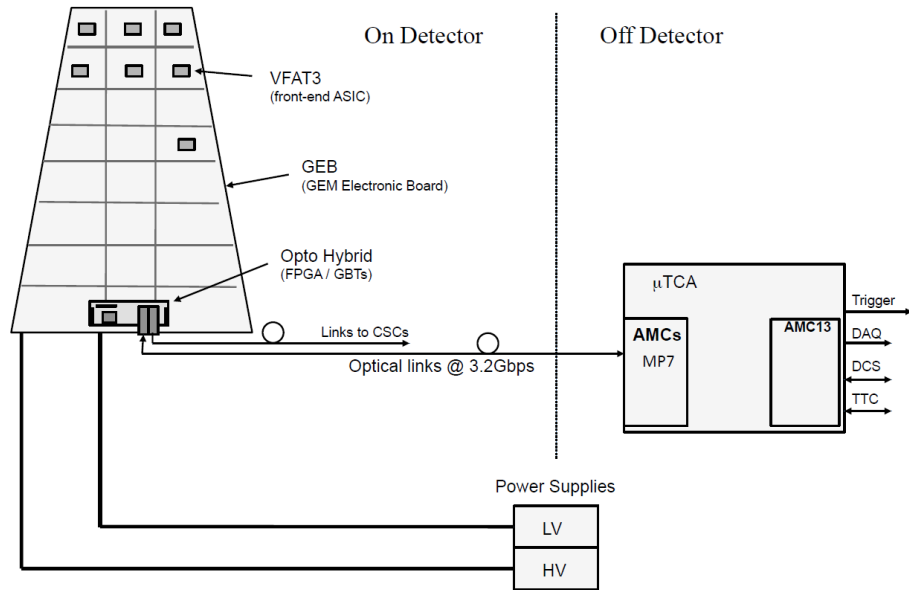 On Detector
Off Detector
VFAT3
(front-end ASIC)
GEB
(GEM Electronic Board)
Opto Hybrid
(FPGA / GBTs)
Links to CSCs
Optical links @ 3.2Gbps
μTCA
AMCs
MP7
AMC13
Trigger
DAQ
DCS
TTC
Power Supplies
LV
HV